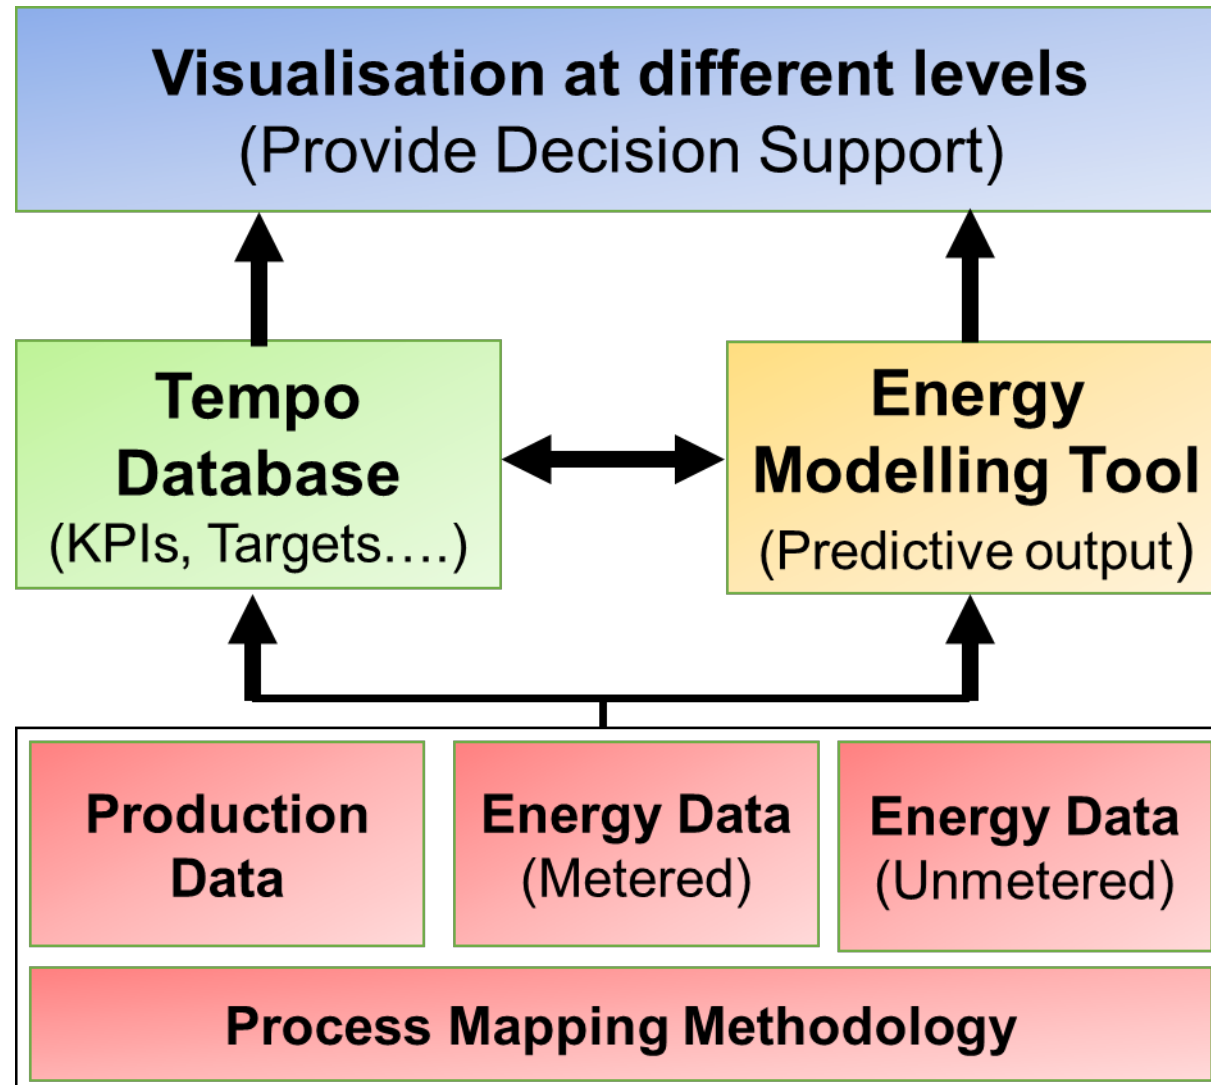 Visualisation at different levels
(Provide Decision Support)
Tempo
Database
(KPIs, Targets....)
Energy
Modelling Tool
(Predictive output)
Production
Data
Energy Data
(Metered)
Energy Data
(Unmetered)
Process Mapping Methodology